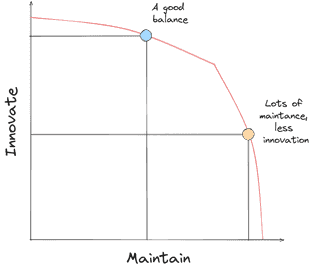 A good
balance
Innovate
Lots of
maintance,
less
innovation
Maintain